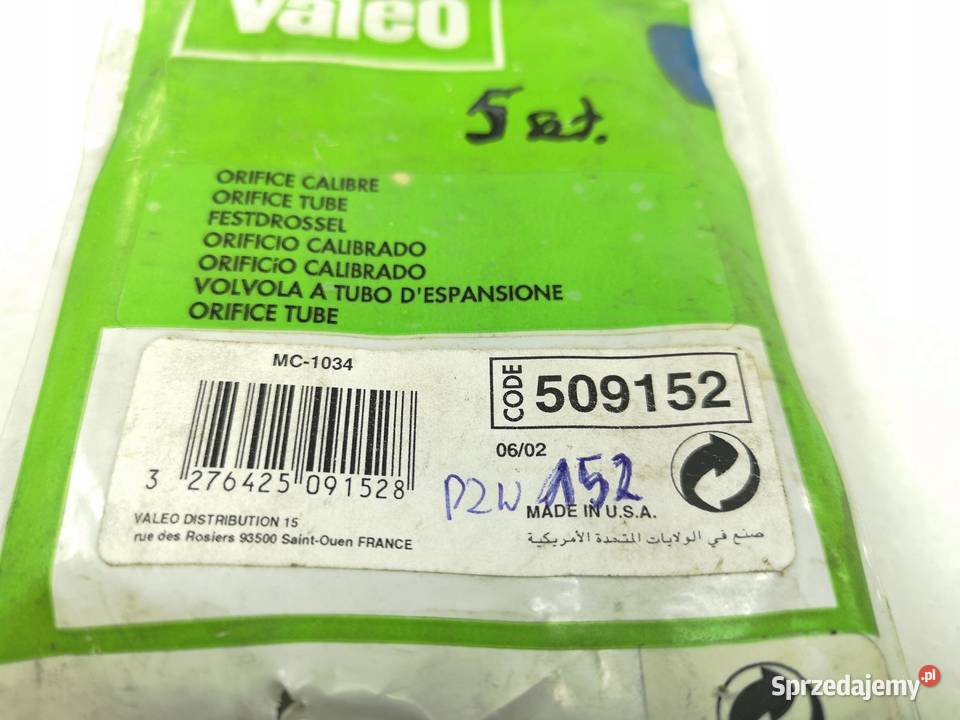 Valeo
5 szt.
ORIFICE CALIBRE
ORIFICE TUBE
FESTDROSSEL
ORIFICIO CALIBRADO
ORIFICiO CALIBRADO
VOLVOLA A TUBO D'ESPANSIONE
ORIFICE TUBE
MC-1034
CODE 509152
3 276425 091528
06/02
PZW 152
MADE IN U.S.A.
صنع في الولايات المتحدة الأمريكية
VALEO DISTRIBUTION 15
rue des Rosiers 93500 Saint-Ouen FRANCE
Sprzedajemy.pl